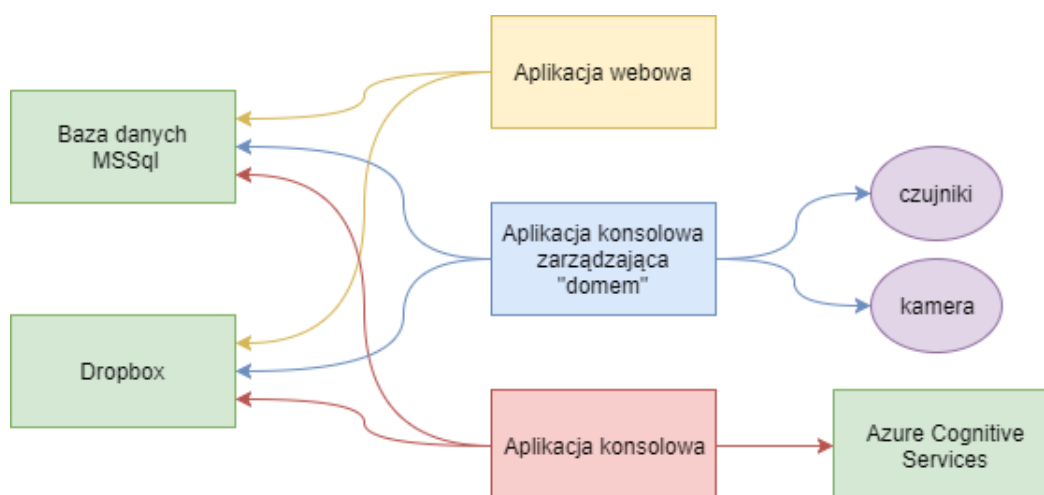 Aplikacja webowa
Baza danych
MSSql
czujniki
Aplikacja konsolowa
zarządzająca
"domem"
kamera
Dropbox
Aplikacja konsolowa
Azure Cognitive
Services